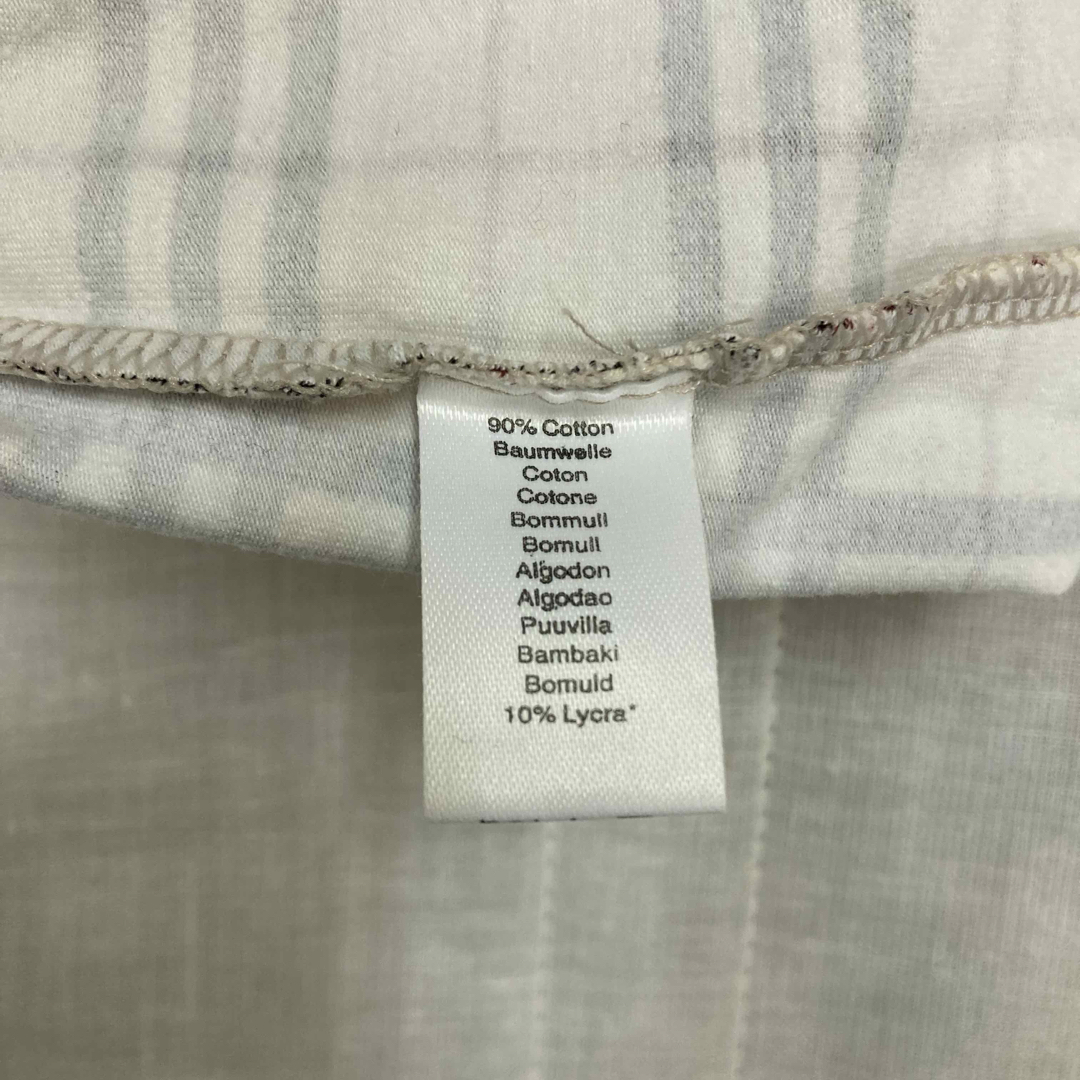 90% Cotton
Baumwolle
Coton
Cotone
Bommull
Bomull
Algodon
Algodao
Puuvilla
Bambaki
Bomuld
10% Lycra*